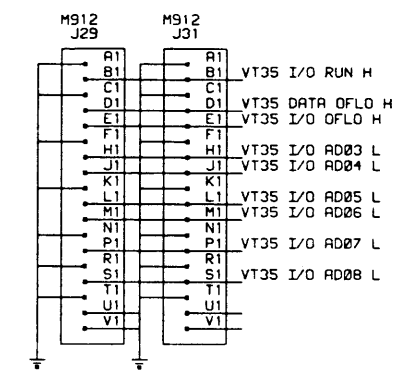 M912 M912
J29 J31
A1 A1
B1 B1 VT35 I/O RUN H
C1 C1
D1 D1 VT35 DATA OFLO H
E1 E1 VT35 I/O OFLO H
F1 F1
H1 H1 VT35 I/O AD03 L
J1 J1 VT35 I/O AD04 L
K1 K1
L1 L1 VT35 I/O AD05 L
M1 M1 VT35 I/O AD06 L
N1 N1
P1 P1 VT35 I/O AD07 L
R1 R1
S1 S1 VT35 I/O AD08 L
T1 T1
U1 U1
V1 V1